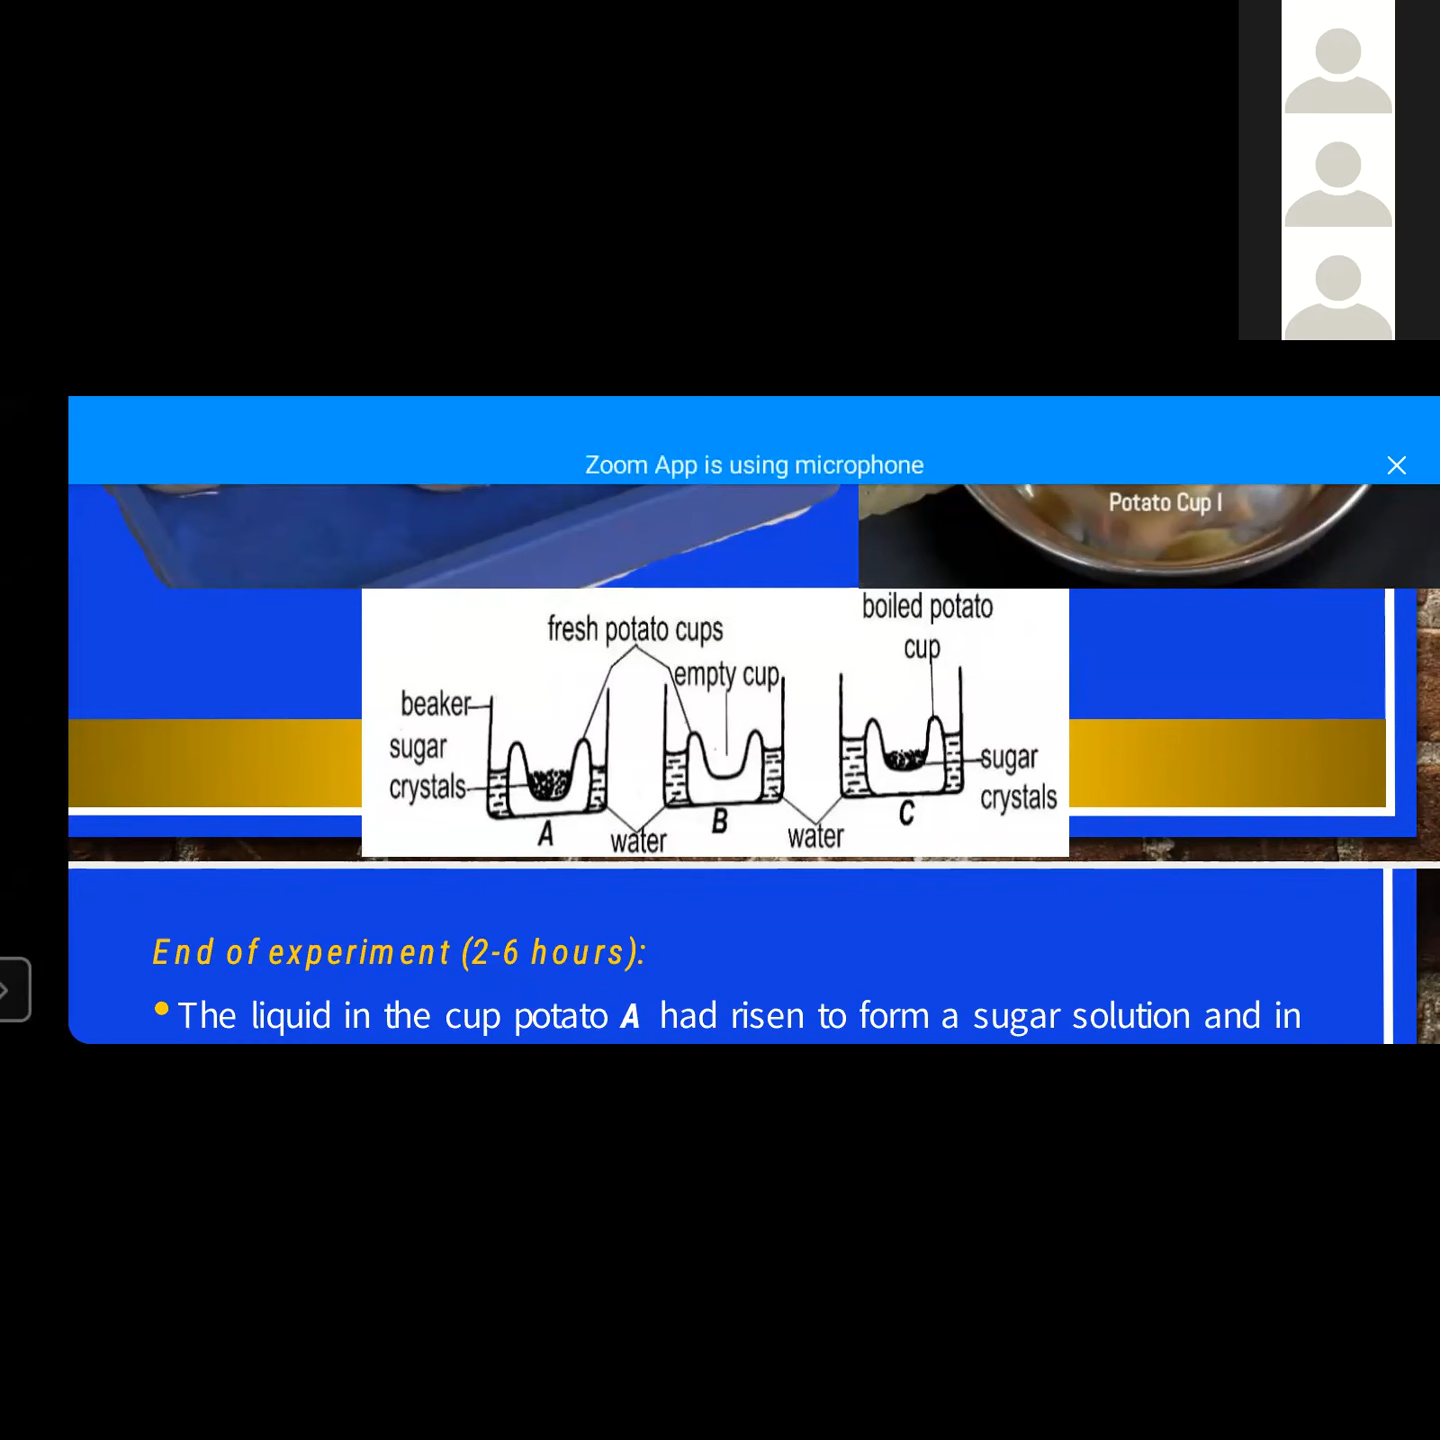 Zoom App is using microphone
Potato Cup I
boiled potato
cup
fresh potato cups
empty cup
beaker
sugar
crystals
sugar
crystals
A
B
C
water
water
End of experiment (2-6 hours):
• The liquid in the cup potato A had risen to form a sugar solution and in